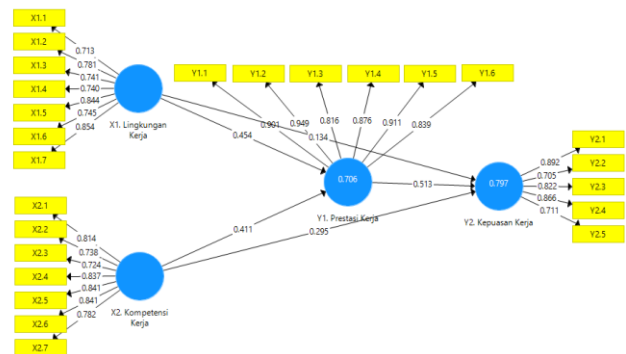 X1.1
X1.2
X1.3
X1.4
X1.5
X1.6
X1.7
0.713
0.781
0.741
0.740
0.844
0.745
0.854
X1. Lingkungan
Kerja
Y1.1
Y1.2
Y1.3
Y1.4
Y1.5
Y1.6
0.901
0.949
0.816
0.876
0.911
0.839
0.134
0.454
0.706
Y1. Prestasi Kerja
0.513
0.411
0.295
0.797
Y2. Kepuasan Kerja
0.892
0.705
0.822
0.866
0.711
Y2.1
Y2.2
Y2.3
Y2.4
Y2.5
X2.1
X2.2
X2.3
X2.4
X2.5
X2.6
X2.7
0.814
0.738
0.724
0.837
0.841
0.841
0.782
X2. Kompetensi
Kerja